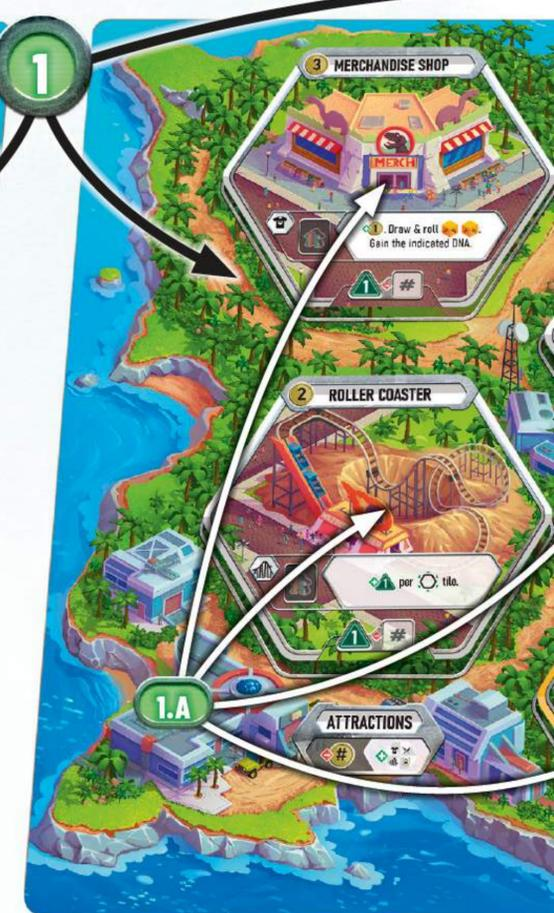 1
3 MERCHANDISE SHOP
MERCH
1. Draw & roll
Gain the indicated DNA.
1 #
2 ROLLER COASTER
1 per tile.
1 #
1.A
ATTRACTIONS
#